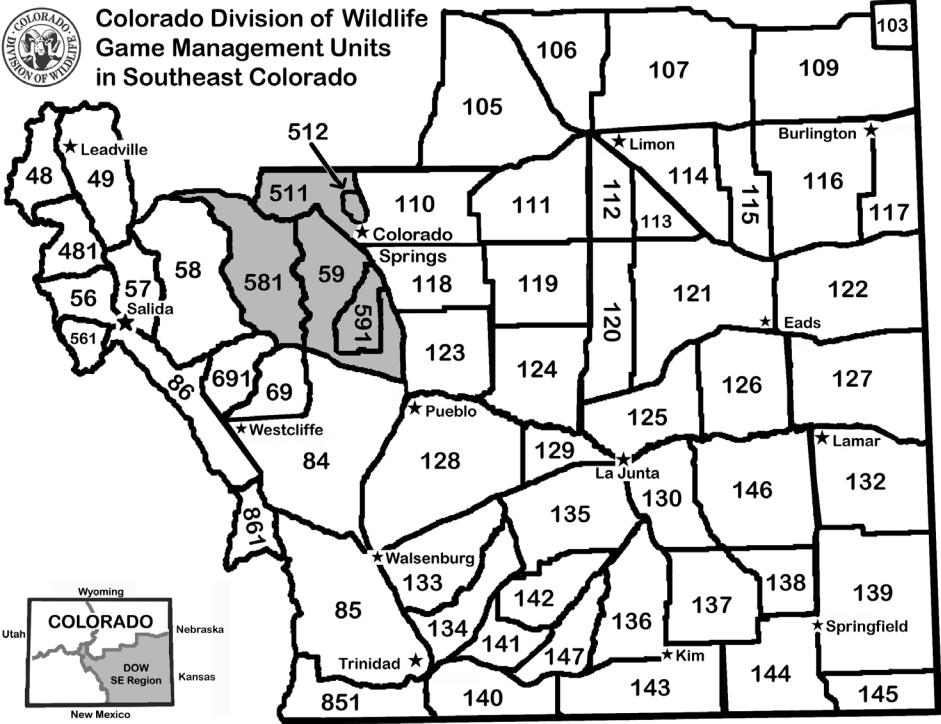 Colorado Division of Wildlife
Game Management Units
in Southeast Colorado
COLORADO
DIVISION OF WILDLIFE
103
106
107
109
105
512
Leadville
Limon
Burlington
48
49
511
110
111
112
114
115
116
113
117
Colorado
Springs
481
58
581
59
118
119
121
122
56
57
Salida
591
120
Eads
561
123
124
126
127
86
691
69
Pueblo
125
Westcliffe
84
128
129
La Junta
Lamar
130
146
132
861
135
Walsenburg
133
142
138
139
85
134
141
147
136
137
Springfield
Trinidad
Kim
851
140
143
144
145
Wyoming
COLORADO
Utah
Nebraska
DOW
SE Region
Kansas
New Mexico